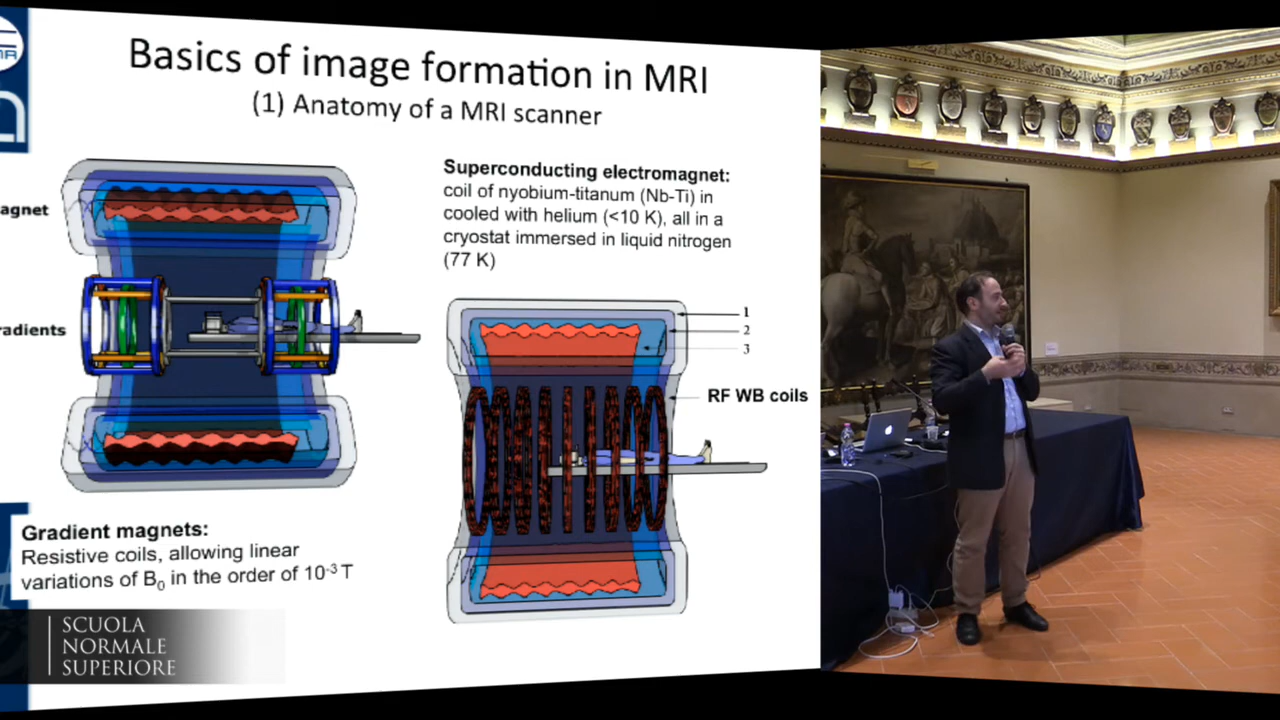 Basics of image formation in MRI
(1) Anatomy of a MRI scanner
agnet
radients
Superconducting electromagnet:
coil of nyobium-titanum (Nb-Ti) in
cooled with helium (<10 K), all in a
cryostat immersed in liquid nitrogen
(77 K)
1
2
3
RF WB coils
Gradient magnets:
Resistive coils, allowing linear
variations of B₀ in the order of 10⁻³ T
SCUOLA
NORMALE
SUPERIORE